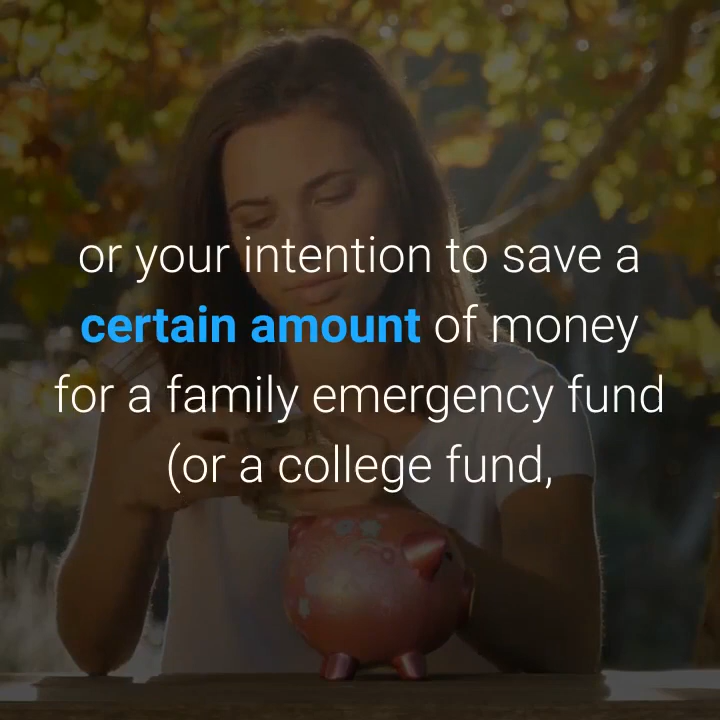 or your intention to save a
certain amount of money
for a family emergency fund
(or a college fund,